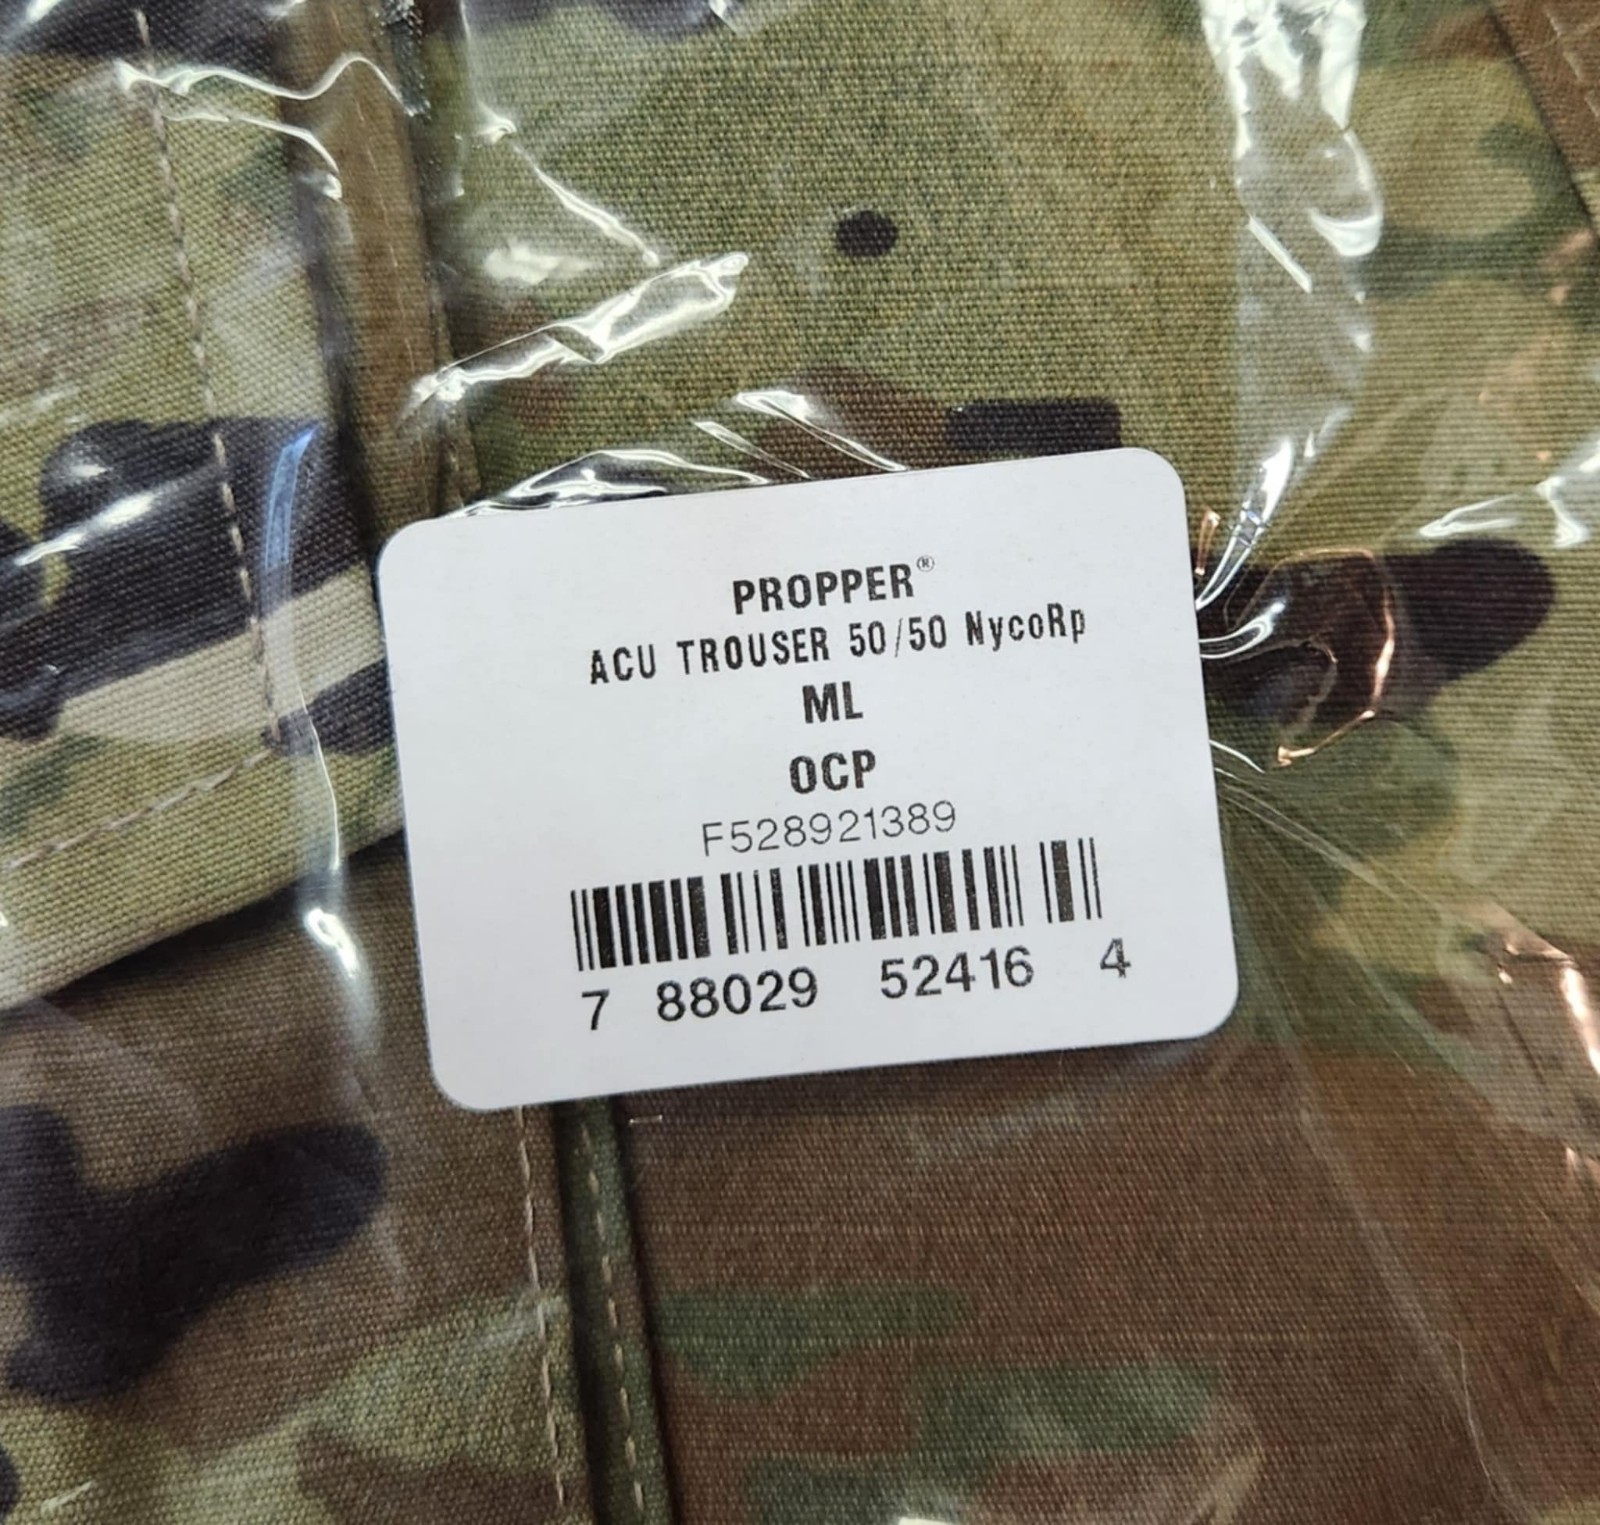 PROPPER®
ACU TROUSER 50/50 NycoRp
ML
OCP
F528921389
7 88029 52416 4